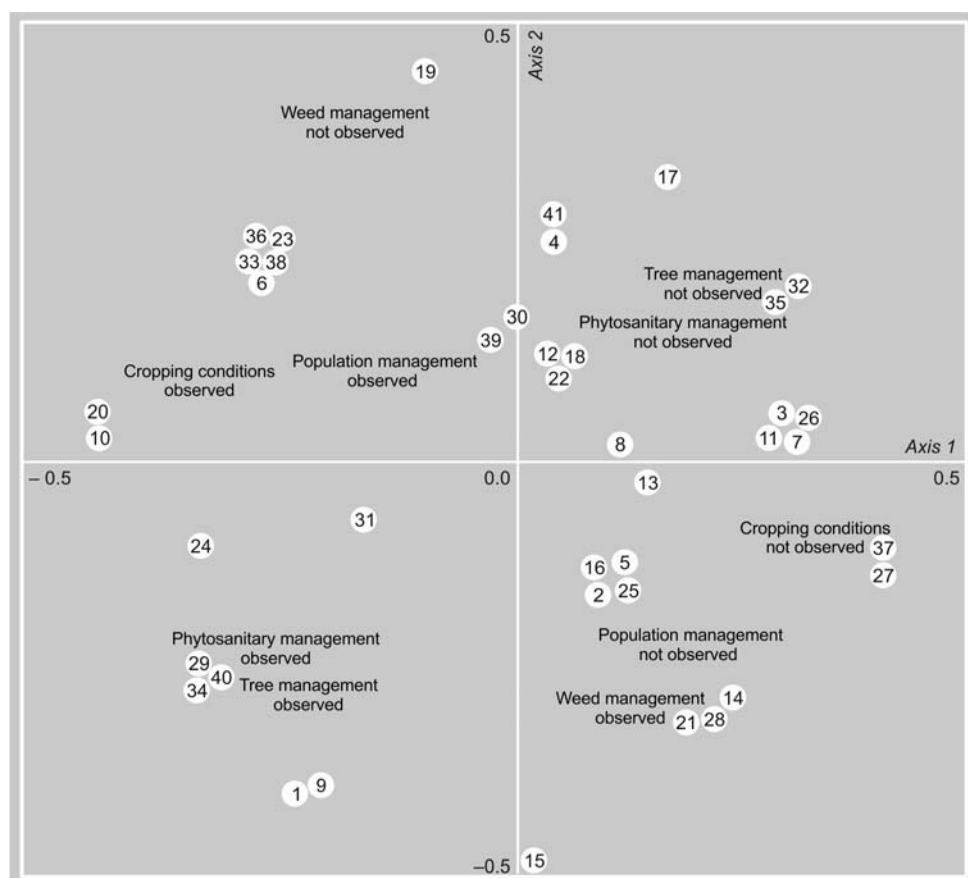 0.5
Axis 2
19
Weed management
not observed
17
41
4
36
23
33
38
6
Tree management
not observed
32
35
30
Phytosanitary management
not observed
39
12
18
22
Population management
observed
Cropping conditions
observed
20
10
3
26
11
7
8
Axis 1
– 0.5
0.0
0.5
13
31
24
Cropping conditions
not observed
37
27
16
5
2
25
Phytosanitary management
observed
29
40
34
Tree management
observed
Population management
not observed
Weed management
observed
14
21
28
1
9
–0.5
15